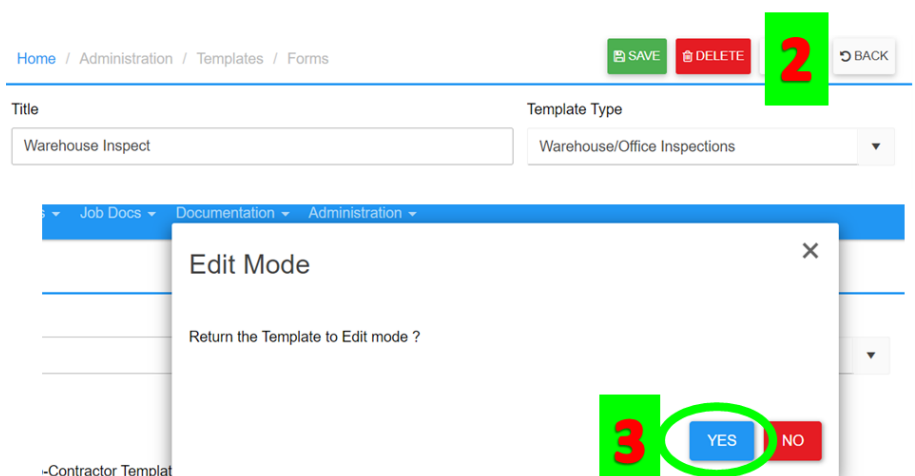 Home / Administration / Templates / Forms
SAVE
DELETE
2
BACK
Title
Template Type
Warehouse Inspect
Warehouse/Office Inspections
s Job Docs Documentation Administration
Edit Mode
Return the Template to Edit mode ?
3
YES
NO
-Contractor Templat